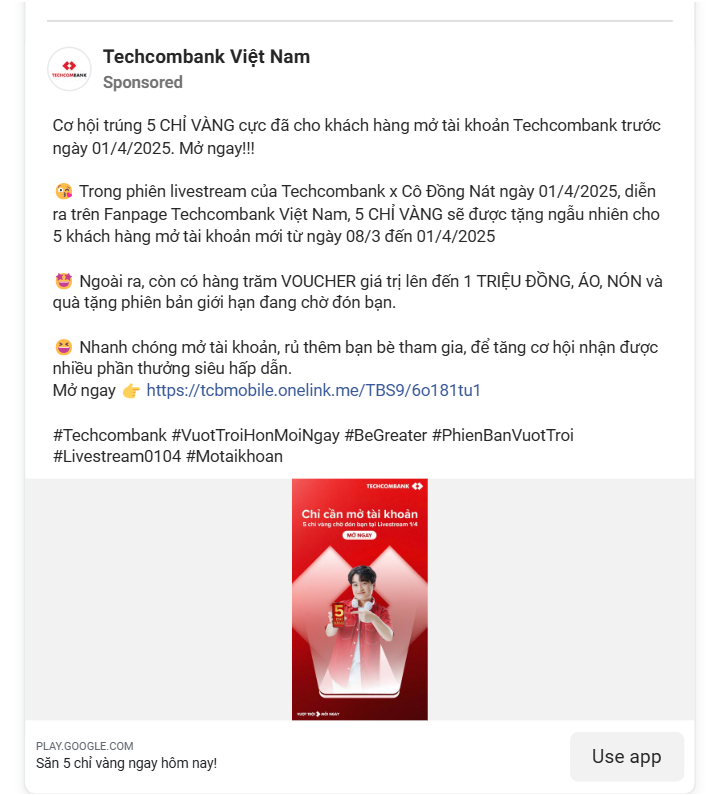 Techcombank Việt Nam
TECHCOMBANK
Sponsored
Cơ hội trúng 5 CHỈ VÀNG cực đã cho khách hàng mở tài khoản Techcombank trước
ngày 01/4/2025. Mở ngay!!!
😘 Trong phiên livestream của Techcombank x Cô Đồng Nát ngày 01/4/2025, diễn
ra trên Fanpage Techcombank Việt Nam, 5 CHỈ VÀNG sẽ được tặng ngẫu nhiên cho
5 khách hàng mở tài khoản mới từ ngày 08/3 đến 01/4/2025
🤩 Ngoài ra, còn có hàng trăm VOUCHER giá trị lên đến 1 TRIỆU ĐỒNG, ÁO, NÓN và
quà tặng phiên bản giới hạn đang chờ đón bạn.
😆 Nhanh chóng mở tài khoản, rủ thêm bạn bè tham gia, để tăng cơ hội nhận được
nhiều phần thưởng siêu hấp dẫn.
Mở ngay 👉 https://tcbmobile.onelink.me/TBS9/6o181tu1
#Techcombank #VuotTroiHonMoiNgay #BeGreater #PhienBanVuotTroi
#Livestream0104 #Motaikhoan
TECHCOMBANK
Chỉ cần mở tài khoản
5 chỉ vàng chờ đón bạn tại Livestream 1/4
MỞ NGAY
5
VƯỢT TRỘI MỖI NGÀY
PLAY.GOOGLE.COM
Săn 5 chỉ vàng ngay hôm nay!
Use app